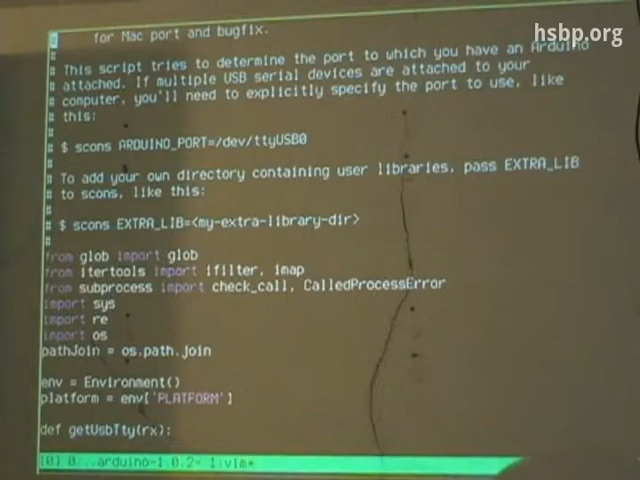 hsbp.org
#     for Mac port and bugfix.
#
# This script tries to determine the port to which you have an Arduino
# attached. If multiple USB serial devices are attached to your
# computer, you'll need to explicitly specify the port to use, like
# this:
#
# $ scons ARDUINO_PORT=/dev/ttyUSB0
#
# To add your own directory containing user libraries, pass EXTRA_LIB
# to scons, like this:
#
# $ scons EXTRA_LIB=<my-extra-library-dir>
#
from glob import glob
from itertools import ifilter, imap
from subprocess import check_call, CalledProcessError
import sys
import re
import os
pathJoin = os.path.join
env = Environment()
platform = env['PLATFORM']
def getUsbTty(rx):
[0] 0:..arduino-1.0.2- 1:vim*